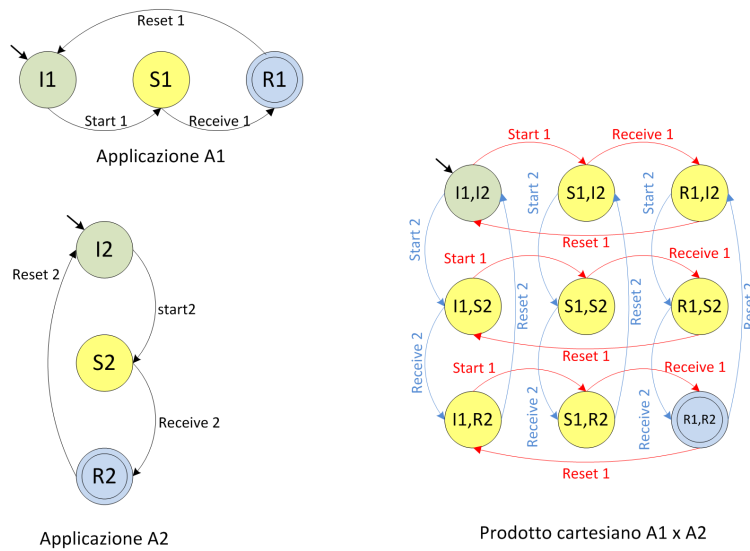 Reset 1
I1
S1
R1
Start 1
Receive 1
Applicazione A1
I2
Reset 2
start2
S2
Receive 2
R2
Applicazione A2
Start 1
Receive 1
I1,I2
S1,I2
R1,I2
Start 2
Start 2
Start 2
Reset 1
Start 1
Receive 1
I1,S2
S1,S2
R1,S2
Reset 2
Reset 2
Reset 2
Reset 1
Receive 2
Receive 2
Receive 2
Start 1
Receive 1
I1,R2
S1,R2
R1,R2
Reset 1
Prodotto cartesiano A1 x A2